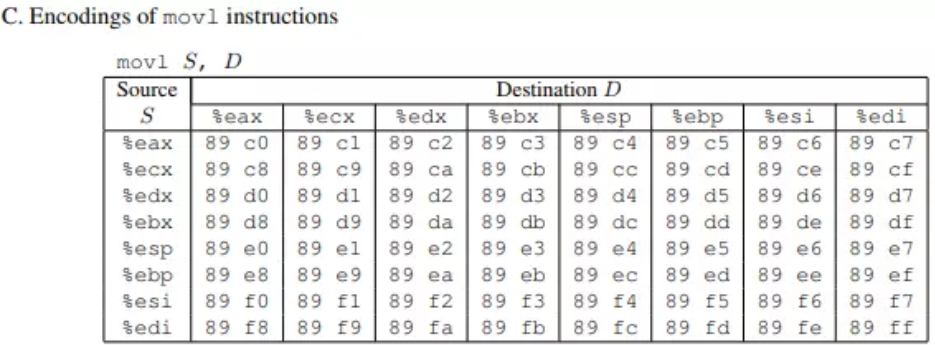 C. Encodings of movl instructions
movl S, D
Source Destination D
S %eax %ecx %edx %ebx %esp %ebp %esi %edi
%eax 89 c0 89 c1 89 c2 89 c3 89 c4 89 c5 89 c6 89 c7
%ecx 89 c8 89 c9 89 ca 89 cb 89 cc 89 cd 89 ce 89 cf
%edx 89 d0 89 d1 89 d2 89 d3 89 d4 89 d5 89 d6 89 d7
%ebx 89 d8 89 d9 89 da 89 db 89 dc 89 dd 89 de 89 df
%esp 89 e0 89 e1 89 e2 89 e3 89 e4 89 e5 89 e6 89 e7
%ebp 89 e8 89 e9 89 ea 89 eb 89 ec 89 ed 89 ee 89 ef
%esi 89 f0 89 f1 89 f2 89 f3 89 f4 89 f5 89 f6 89 f7
%edi 89 f8 89 f9 89 fa 89 fb 89 fc 89 fd 89 fe 89 ff